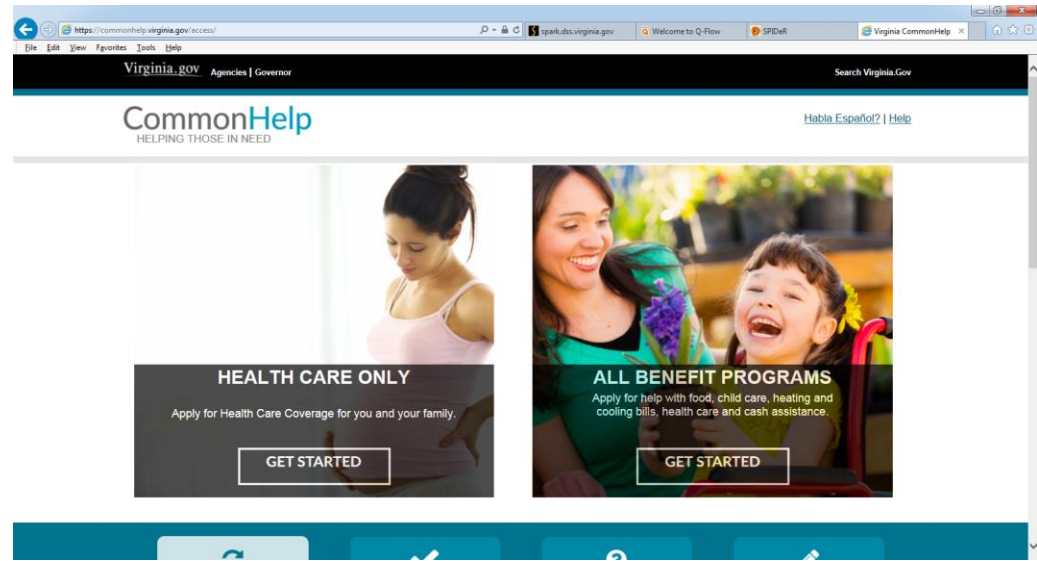 https://commonhelp.virginia.gov/access/
spark.dss.virginia.gov
Welcome to Q-Flow
SPIDeR
Virginia CommonHelp
File Edit View Favorites Tools Help
Virginia.gov Agencies | Governor
Search Virginia.Gov
CommonHelp
HELPING THOSE IN NEED
Habla Español? | Help
HEALTH CARE ONLY
Apply for Health Care Coverage for you and your family.
GET STARTED
ALL BENEFIT PROGRAMS
Apply for help with food, child care, heating and
cooling bills, health care and cash assistance.
GET STARTED